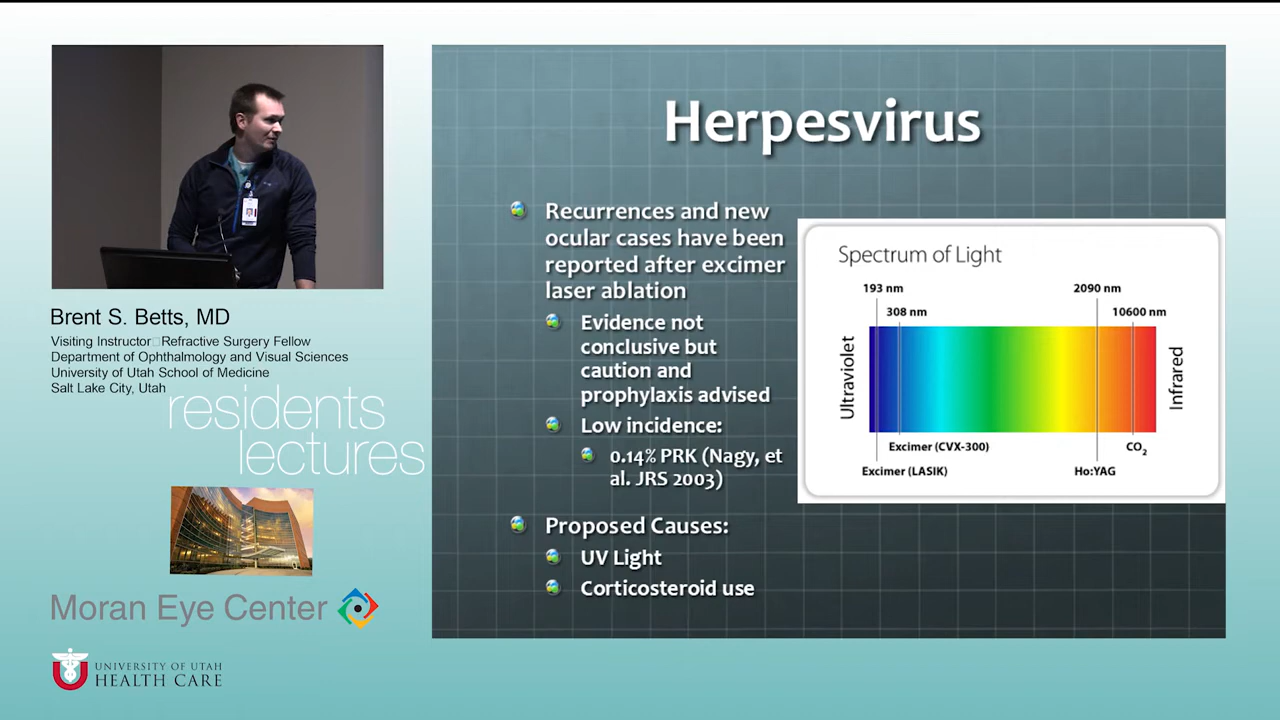 Brent S. Betts, MD
Visiting Instructor Refractive Surgery Fellow
Department of Ophthalmology and Visual Sciences
University of Utah School of Medicine
Salt Lake City, Utah
residents
lectures
Moran Eye Center
UNIVERSITY OF UTAH
HEALTH CARE
Herpesvirus
Recurrences and new
ocular cases have been
reported after excimer
laser ablation
Evidence not
conclusive but
caution and
prophylaxis advised
Low incidence:
0.14% PRK (Nagy, et
al. JRS 2003)
Proposed Causes:
UV Light
Corticosteroid use
Spectrum of Light
193 nm
2090 nm
308 nm
10600 nm
Ultraviolet
Infrared
Excimer (CVX-300)
CO2
Excimer (LASIK)
Ho:YAG
U